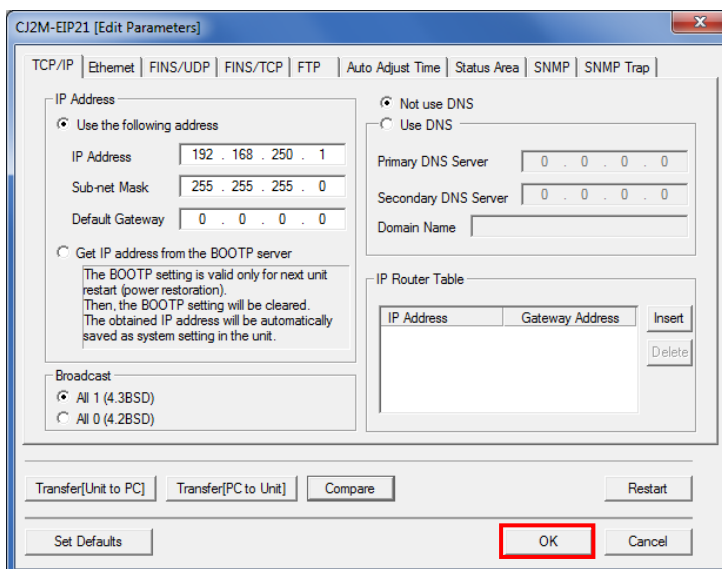 CJ2M-EIP21 [Edit Parameters]
TCP/IP Ethernet FINS/UDP FINS/TCP FTP Auto Adjust Time Status Area SNMP SNMP Trap
IP Address
Use the following address
IP Address 192 . 168 . 250 . 1
Sub-net Mask 255 . 255 . 255 . 0
Default Gateway 0 . 0 . 0 . 0
Get IP address from the BOOTP server
The BOOTP setting is valid only for next unit
restart (power restoration).
Then, the BOOTP setting will be cleared.
The obtained IP address will be automatically
saved as system setting in the unit.
Broadcast
All 1 (4.3BSD)
All 0 (4.2BSD)
Not use DNS
Use DNS
Primary DNS Server 0 . 0 . 0 . 0
Secondary DNS Server 0 . 0 . 0 . 0
Domain Name
IP Router Table
IP Address Gateway Address Insert
Delete
Transfer[Unit to PC] Transfer[PC to Unit] Compare Restart
Set Defaults OK Cancel